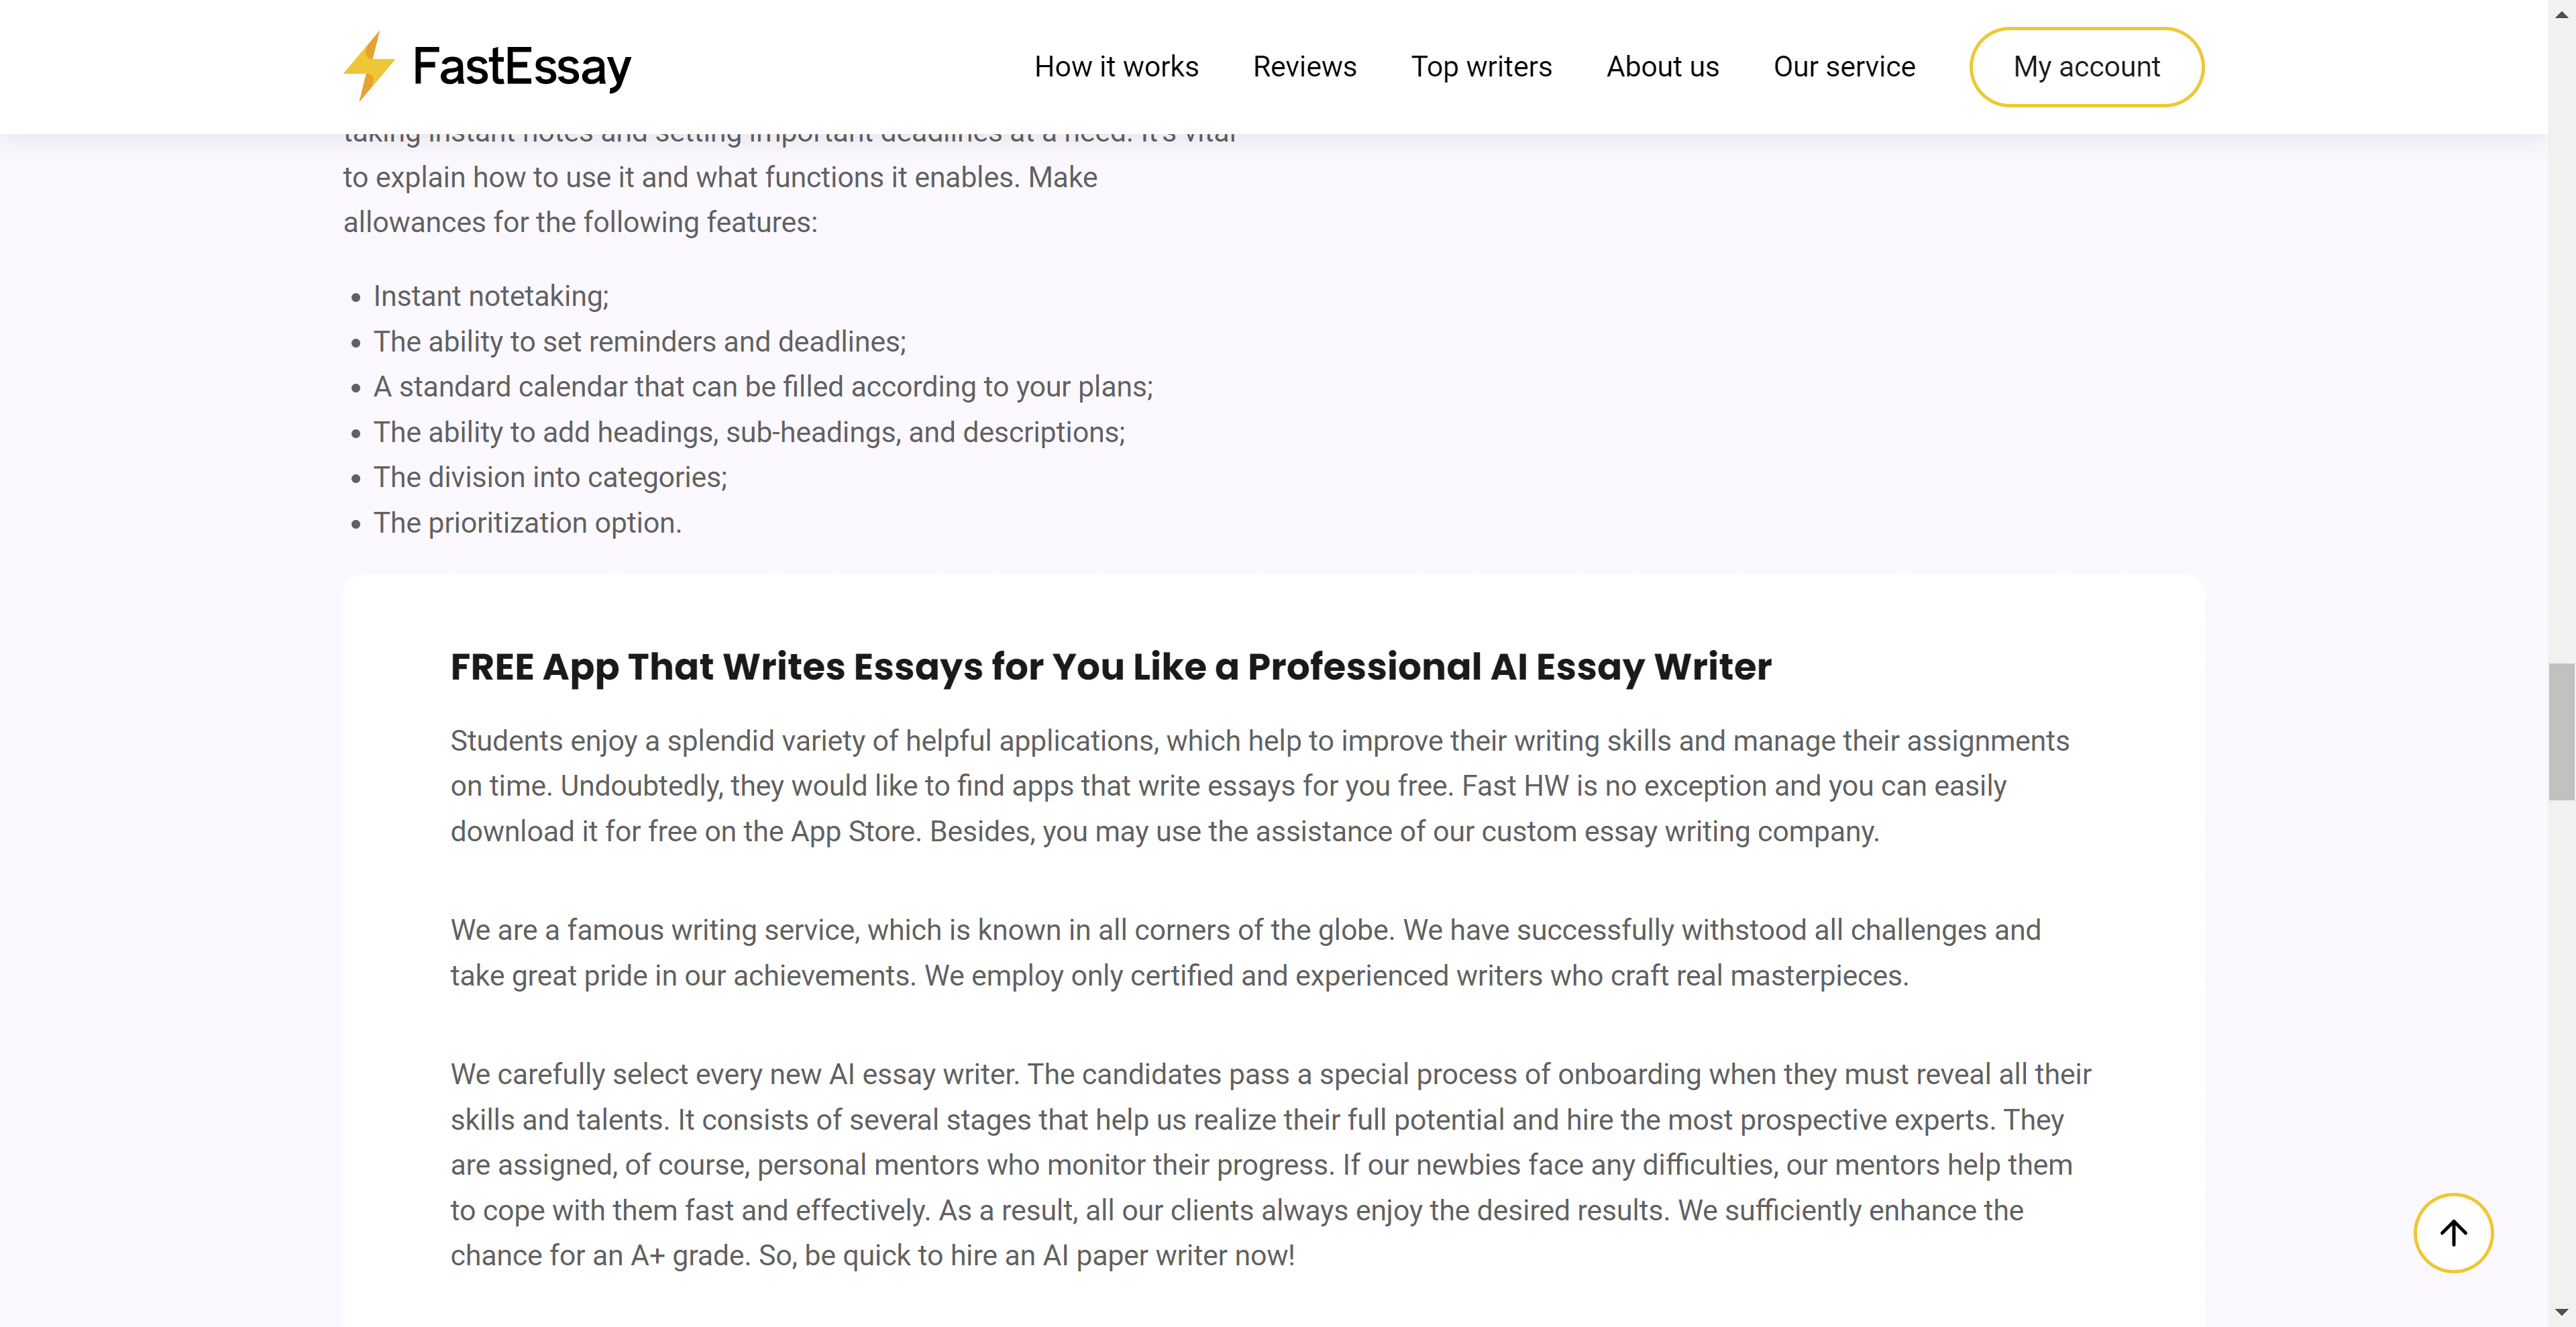 FastEssay
How it works
Reviews
Top writers
About us
Our service
My account
taking instant notes and setting important deadlines at a need. It's vital
to explain how to use it and what functions it enables. Make
allowances for the following features:
• Instant notetaking;
• The ability to set reminders and deadlines;
• A standard calendar that can be filled according to your plans;
• The ability to add headings, sub-headings, and descriptions;
• The division into categories;
• The prioritization option.
FREE App That Writes Essays for You Like a Professional AI Essay Writer
Students enjoy a splendid variety of helpful applications, which help to improve their writing skills and manage their assignments
on time. Undoubtedly, they would like to find apps that write essays for you free. Fast HW is no exception and you can easily
download it for free on the App Store. Besides, you may use the assistance of our custom essay writing company.
We are a famous writing service, which is known in all corners of the globe. We have successfully withstood all challenges and
take great pride in our achievements. We employ only certified and experienced writers who craft real masterpieces.
We carefully select every new AI essay writer. The candidates pass a special process of onboarding when they must reveal all their
skills and talents. It consists of several stages that help us realize their full potential and hire the most prospective experts. They
are assigned, of course, personal mentors who monitor their progress. If our newbies face any difficulties, our mentors help them
to cope with them fast and effectively. As a result, all our clients always enjoy the desired results. We sufficiently enhance the
chance for an A+ grade. So, be quick to hire an AI paper writer now!